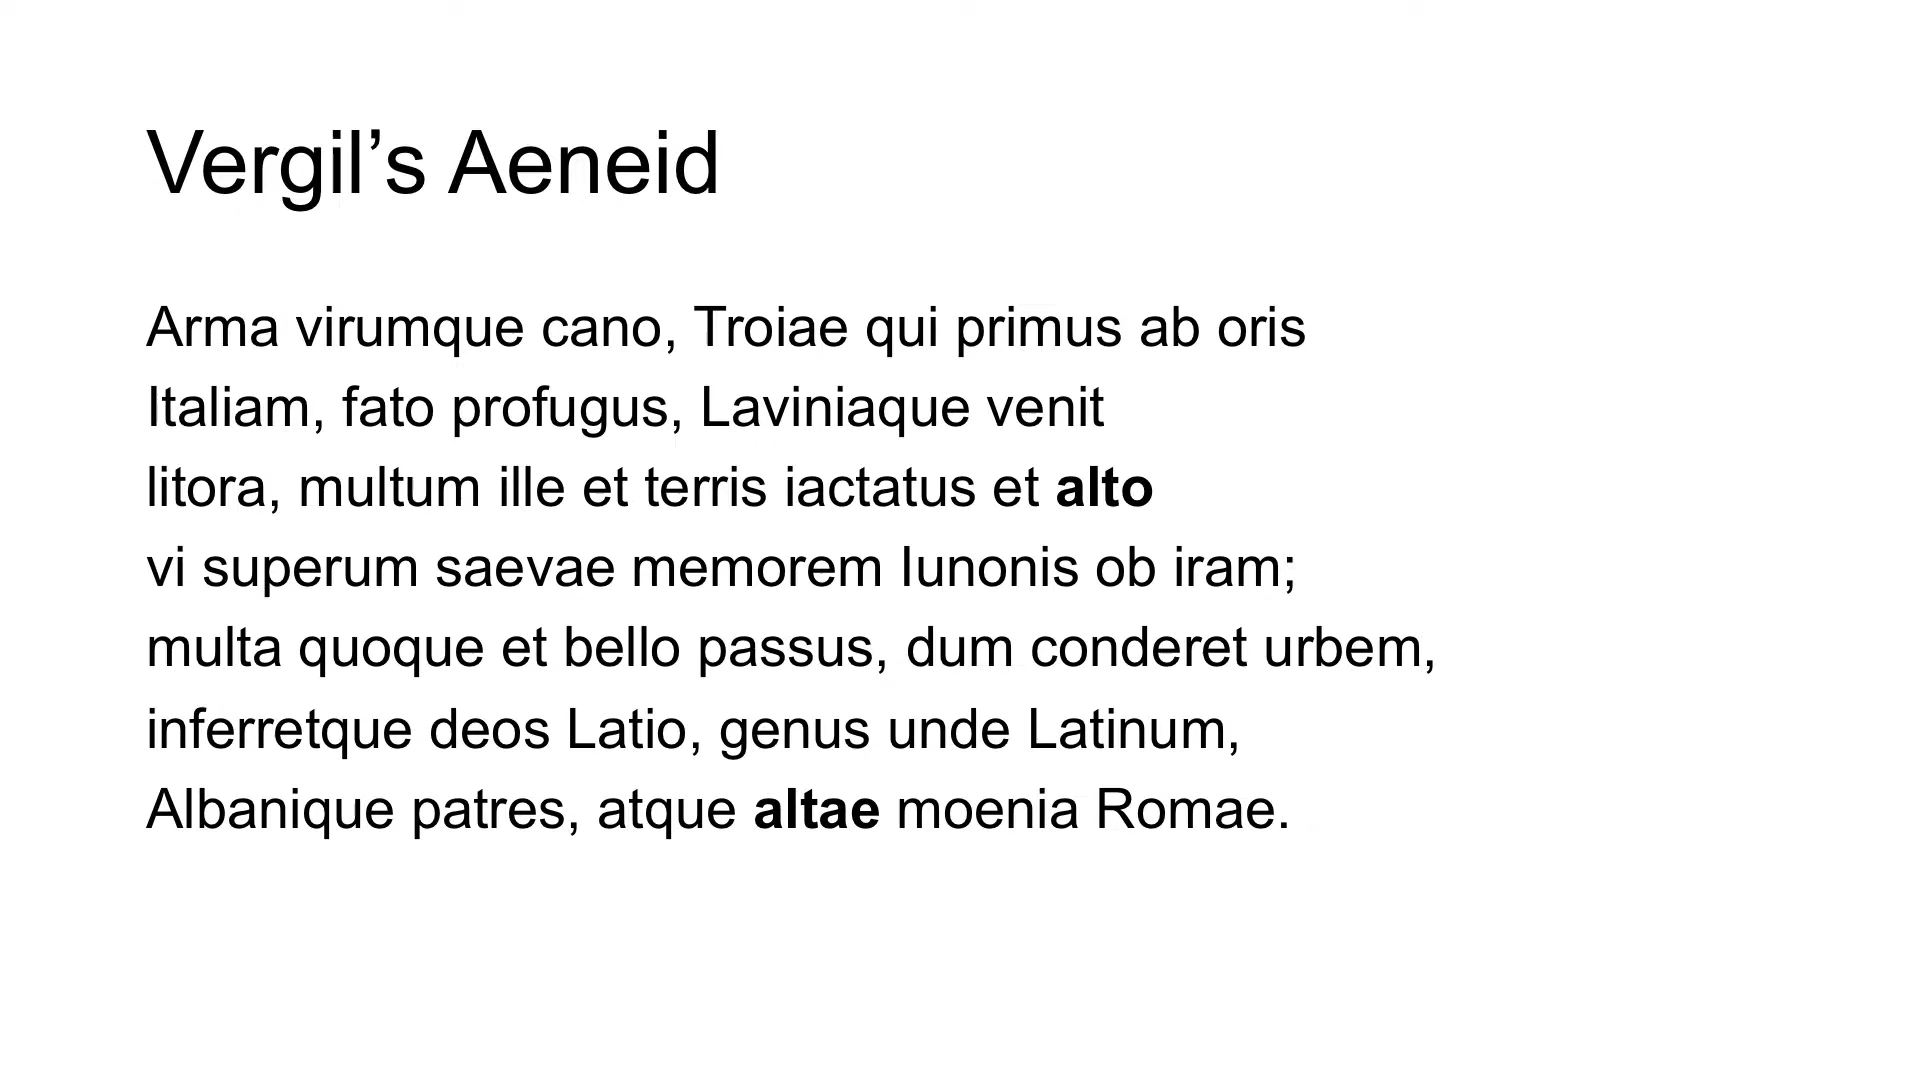 Vergil’s Aeneid
Arma virumque cano, Troiae qui primus ab oris
Italiam, fato profugus, Laviniaque venit
litora, multum ille et terris iactatus et alto
vi superum saevae memorem Iunonis ob iram;
multa quoque et bello passus, dum conderet urbem,
inferretque deos Latio, genus unde Latinum,
Albanique patres, atque altae moenia Romae.